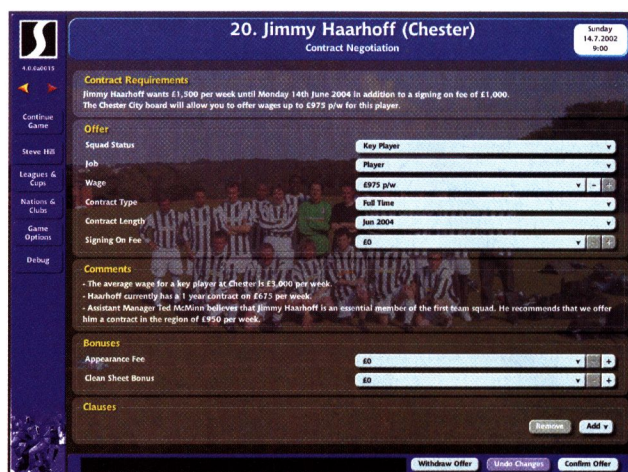 20. Jimmy Haarhoff (Chester)
Contract Negotiation
Sunday
14.7.2002
9:00
4.0.0a0015
Continue
Game
Steve Hill
Leagues &
Cups
Nations &
Clubs
Game
Options
Debug
Contract Requirements
Jimmy Haarhoff wants £1,500 per week until Monday 14th June 2004 in addition to a signing on fee of £1,000.
The Chester City board will allow you to offer wages up to £975 p/w for this player.
Offer
Squad Status Key Player
Job Player
Wage £975 p/w - +
Contract Type Full Time
Contract Length Jun 2004
Signing On Fee £0 - +
Comments
- The average wage for a key player at Chester is £3,000 per week.
- Haarhoff currently has a 1 year contract on £675 per week.
- Assistant Manager Ted McMinn believes that Jimmy Haarhoff is an essential member of the first team squad. He recommends that we offer
him a contract in the region of £950 per week.
Bonuses
Appearance Fee £0 - +
Clean Sheet Bonus £0 - +
Clauses
Remove Add
Withdraw Offer Undo Changes Confirm Offer